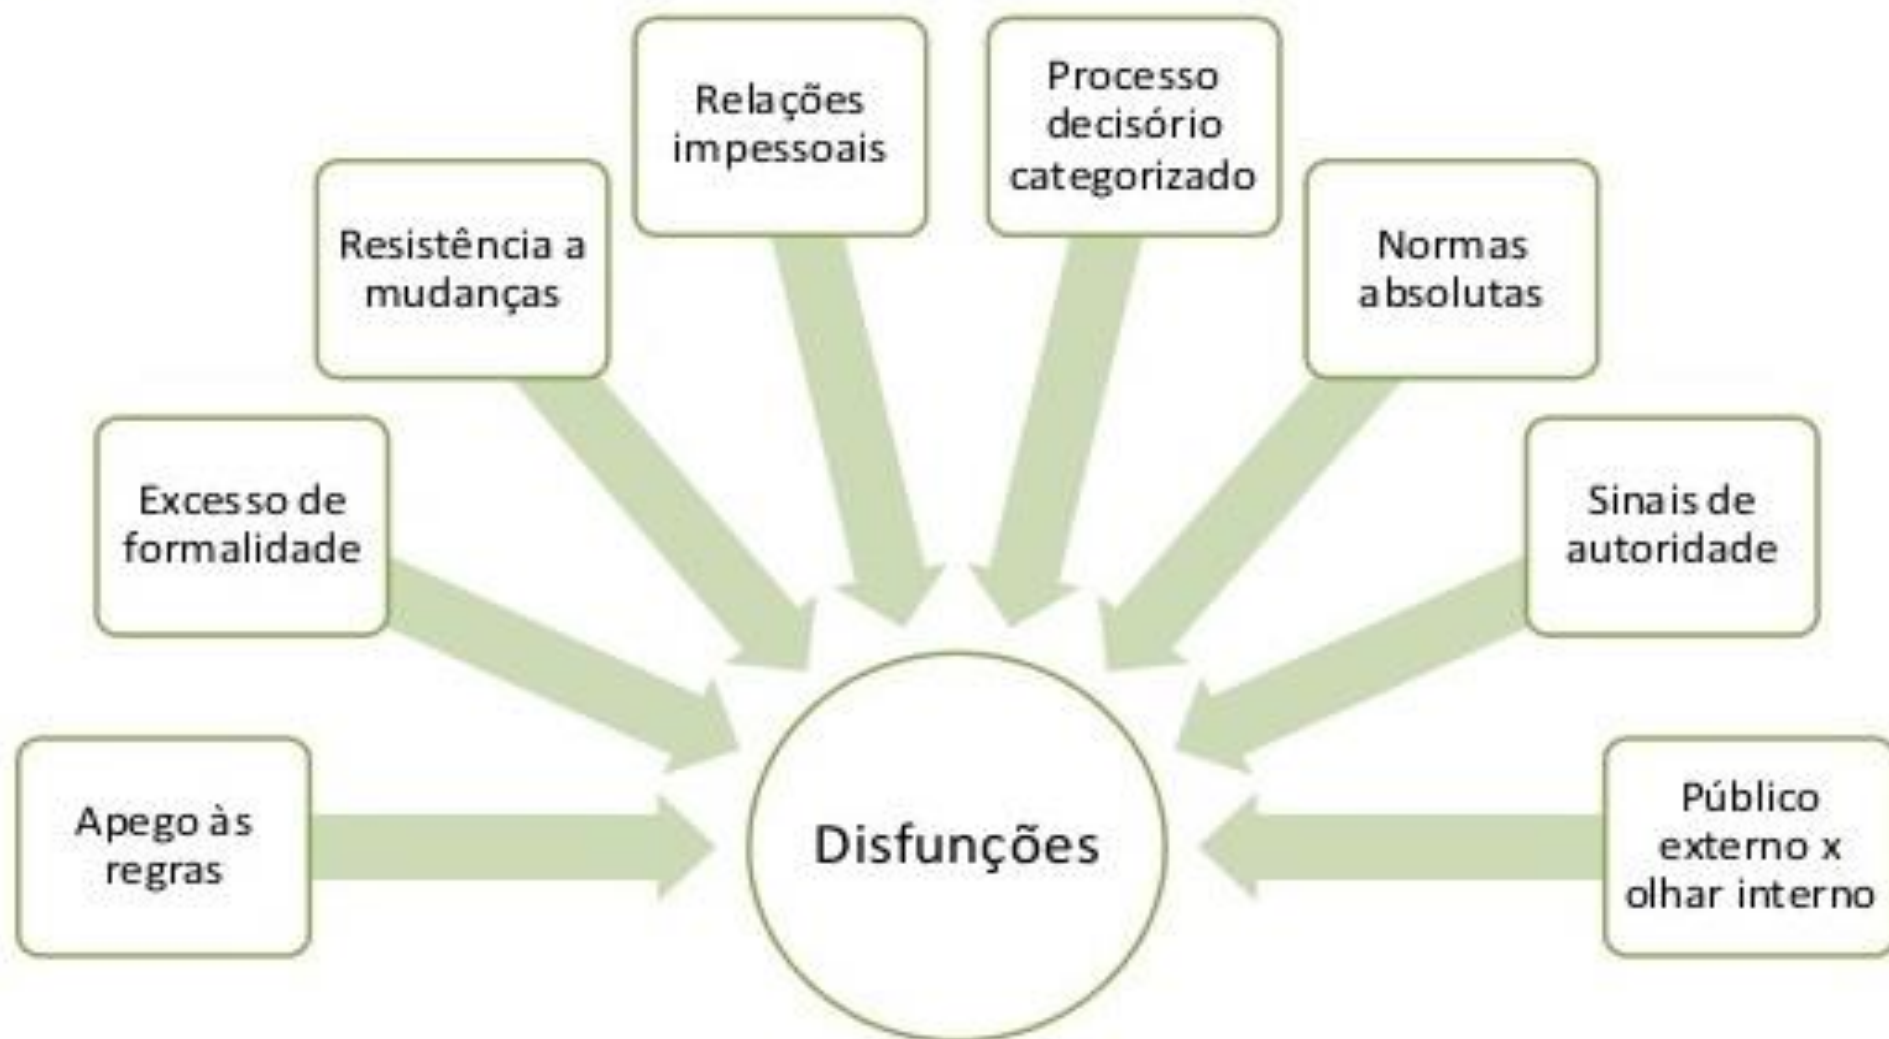 Relações
impessoais
Processo
decisório
categorizado
Resistência a
mudanças
Normas
absolutas
Excesso de
formalidade
Sinais de
autoridade
Apego às
regras
Disfunções
Público
externo x
olhar interno